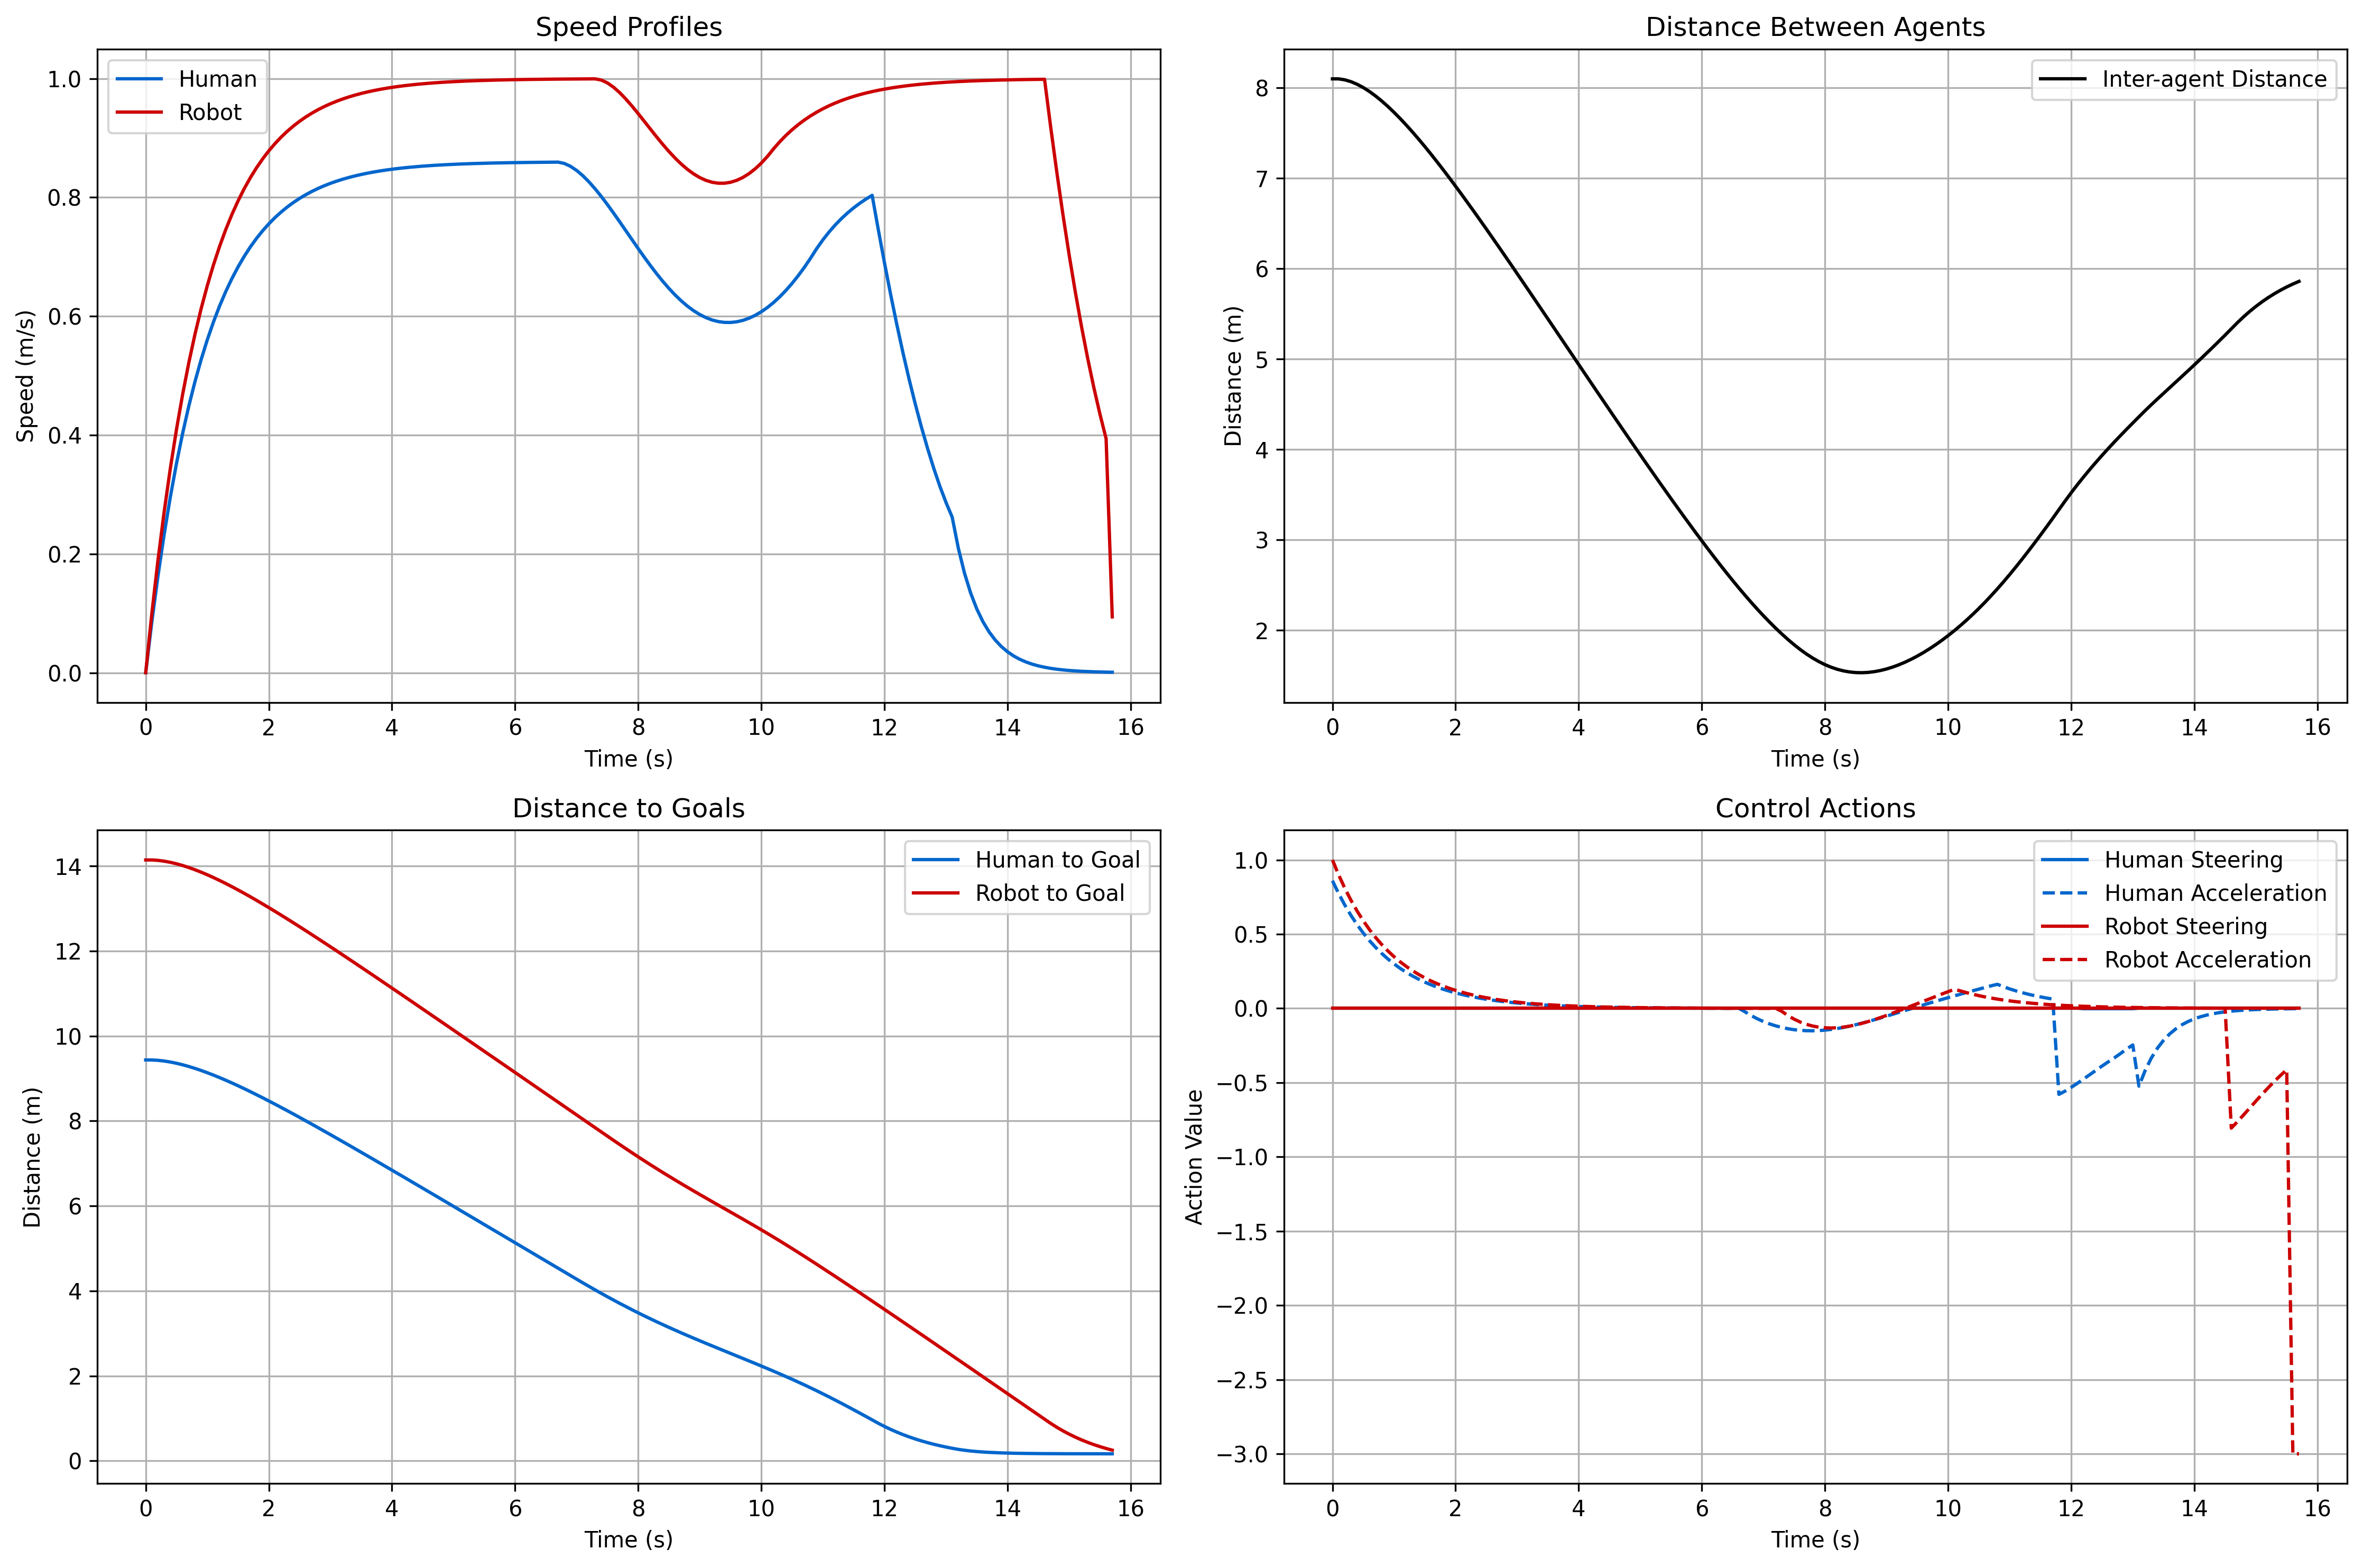 Speed Profiles
Human
Robot
1.0
0.8
0.6
0.4
0.2
0.0
Speed (m/s)
0 2 4 6 8 10 12 14 16
Time (s)
Distance Between Agents
Inter-agent Distance
8
7
6
5
4
3
2
Distance (m)
0 2 4 6 8 10 12 14 16
Time (s)
Distance to Goals
Human to Goal
Robot to Goal
14
12
10
8
6
4
2
0
Distance (m)
0 2 4 6 8 10 12 14 16
Time (s)
Control Actions
Human Steering
Human Acceleration
Robot Steering
Robot Acceleration
1.0
0.5
0.0
−0.5
−1.0
−1.5
−2.0
−2.5
−3.0
Action Value
0 2 4 6 8 10 12 14 16
Time (s)